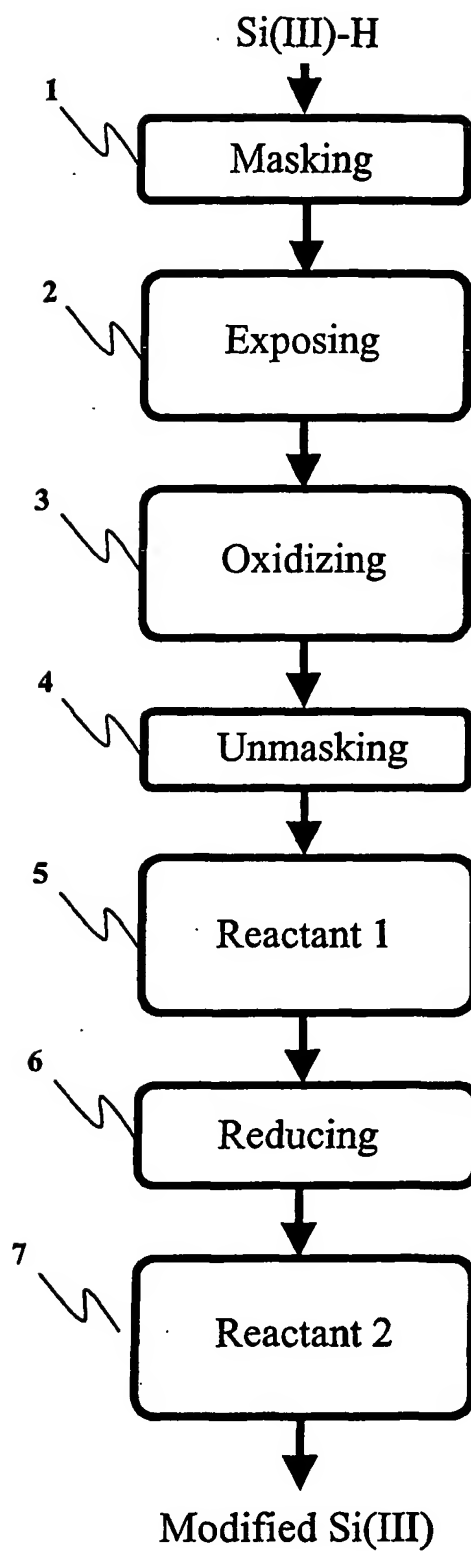 Si(III)-H
1
Masking
2
Exposing
3
Oxidizing
4
Unmasking
5
Reactant 1
6
Reducing
7
Reactant 2
Modified Si(III)